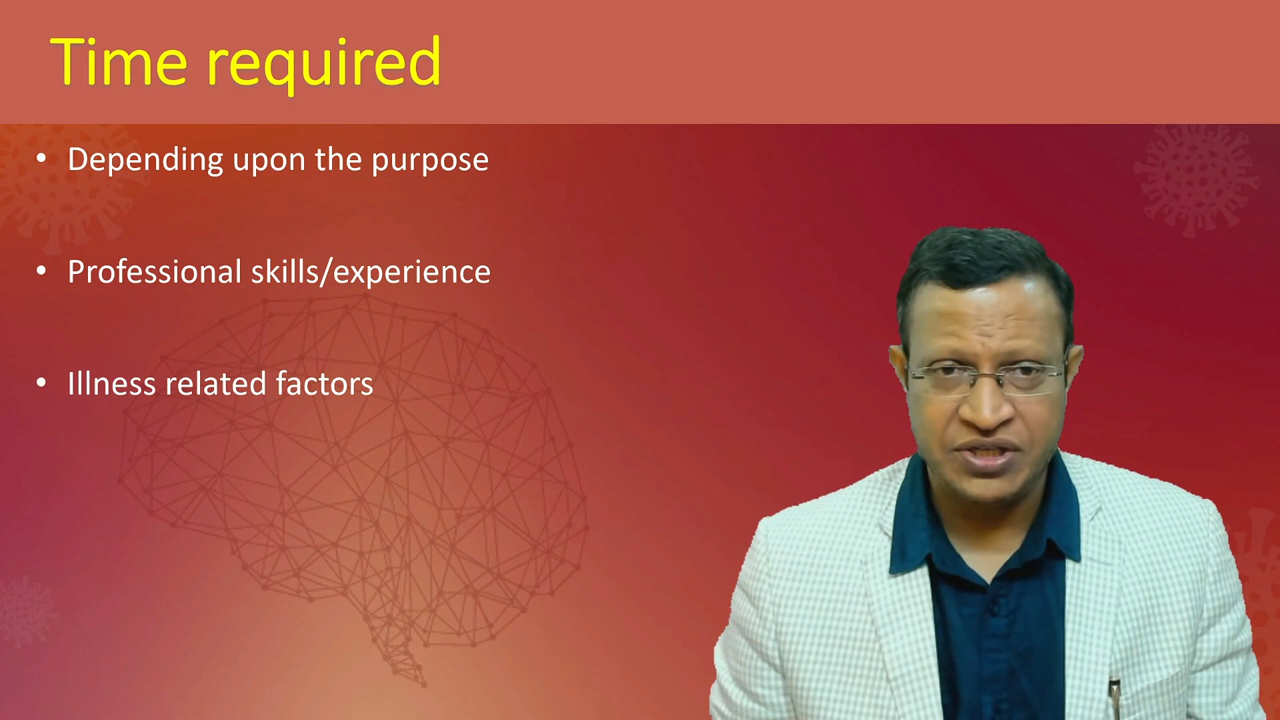 Time required
• Depending upon the purpose
• Professional skills/experience
• Illness related factors